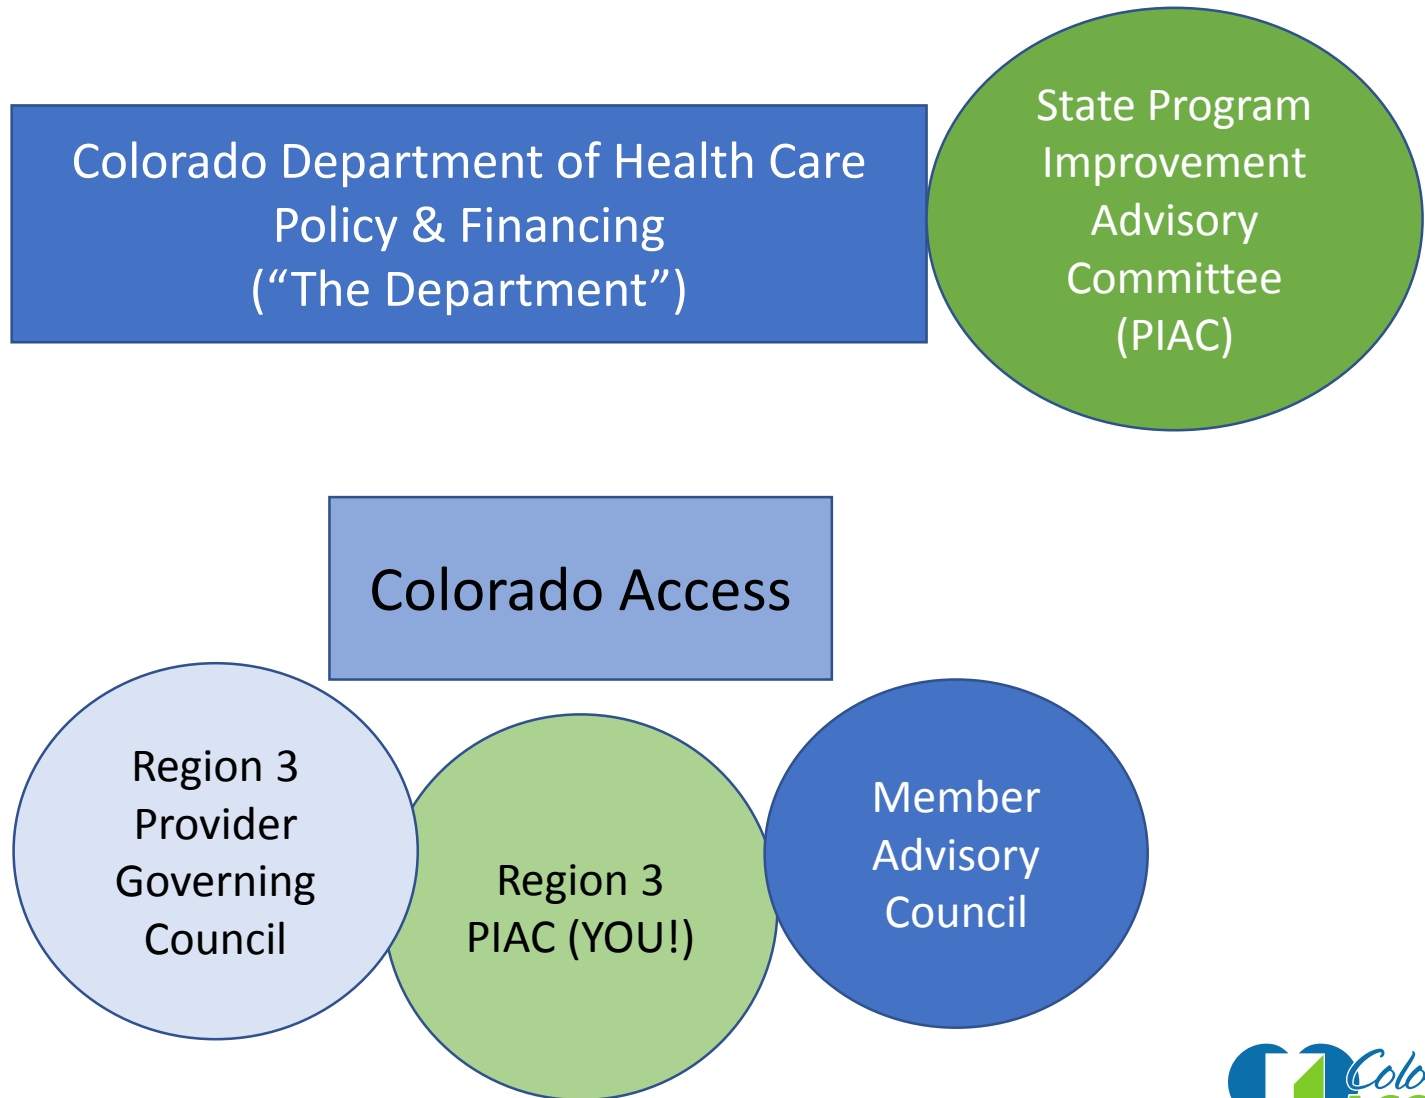 Colorado Department of Health Care
Policy & Financing
(“The Department”)
State Program
Improvement
Advisory
Committee
(PIAC)
Colorado Access
Region 3
Provider
Governing
Council
Region 3
PIAC (YOU!)
Member
Advisory
Council